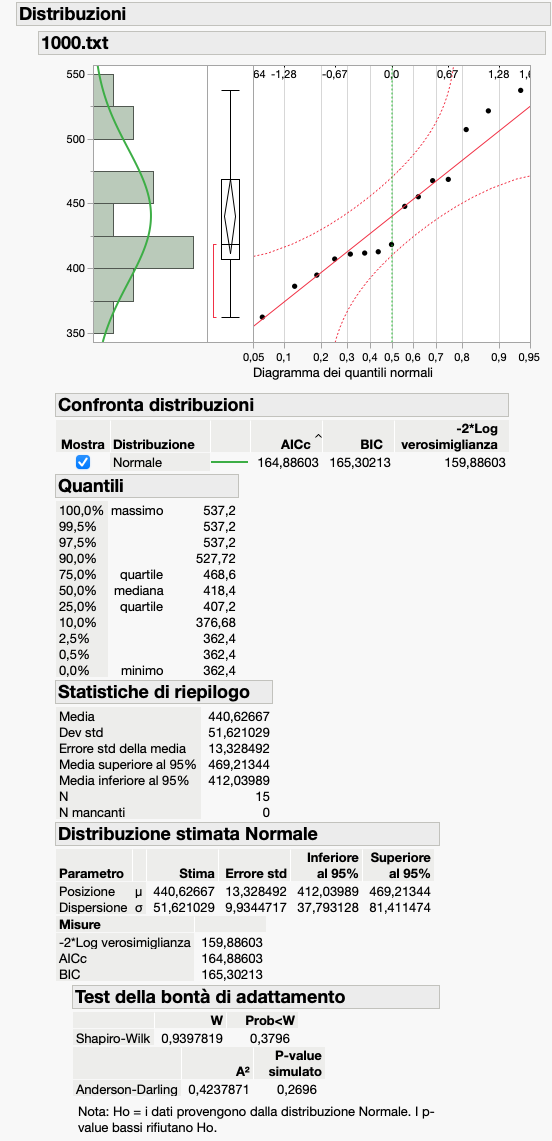 Distribuzioni
1000.txt
550
500
450
400
350
64 -1,28 -0,67 0,0 0,67 1,28 1,6
0,05 0,1 0,2 0,3 0,4 0,5 0,6 0,7 0,8 0,9 0,95
Diagramma dei quantili normali
Confronta distribuzioni
Mostra Distribuzione AICc ^ BIC -2*Log verosimiglianza
Normale 164,88603 165,30213 159,88603
Quantili
100,0% massimo 537,2
99,5% 537,2
97,5% 537,2
90,0% 527,72
75,0% quartile 468,6
50,0% mediana 418,4
25,0% quartile 407,2
10,0% 376,68
2,5% 362,4
0,5% 362,4
0,0% minimo 362,4
Statistiche di riepilogo
Media 440,62667
Dev std 51,621029
Errore std della media 13,328492
Media superiore al 95% 469,21344
Media inferiore al 95% 412,03989
N 15
N mancanti 0
Distribuzione stimata Normale
Parametro Stima Errore std Inferiore al 95% Superiore al 95%
Posizione μ 440,62667 13,328492 412,03989 469,21344
Dispersione σ 51,621029 9,9344717 37,793128 81,411474
Misure
-2*Log verosimiglianza 159,88603
AICc 164,88603
BIC 165,30213
Test della bontà di adattamento
W Prob<W
Shapiro-Wilk 0,9397819 0,3796
A² P-value simulato
Anderson-Darling 0,4237871 0,2696
Nota: Ho = i dati provengono dalla distribuzione Normale. I p-
value bassi rifiutano Ho.